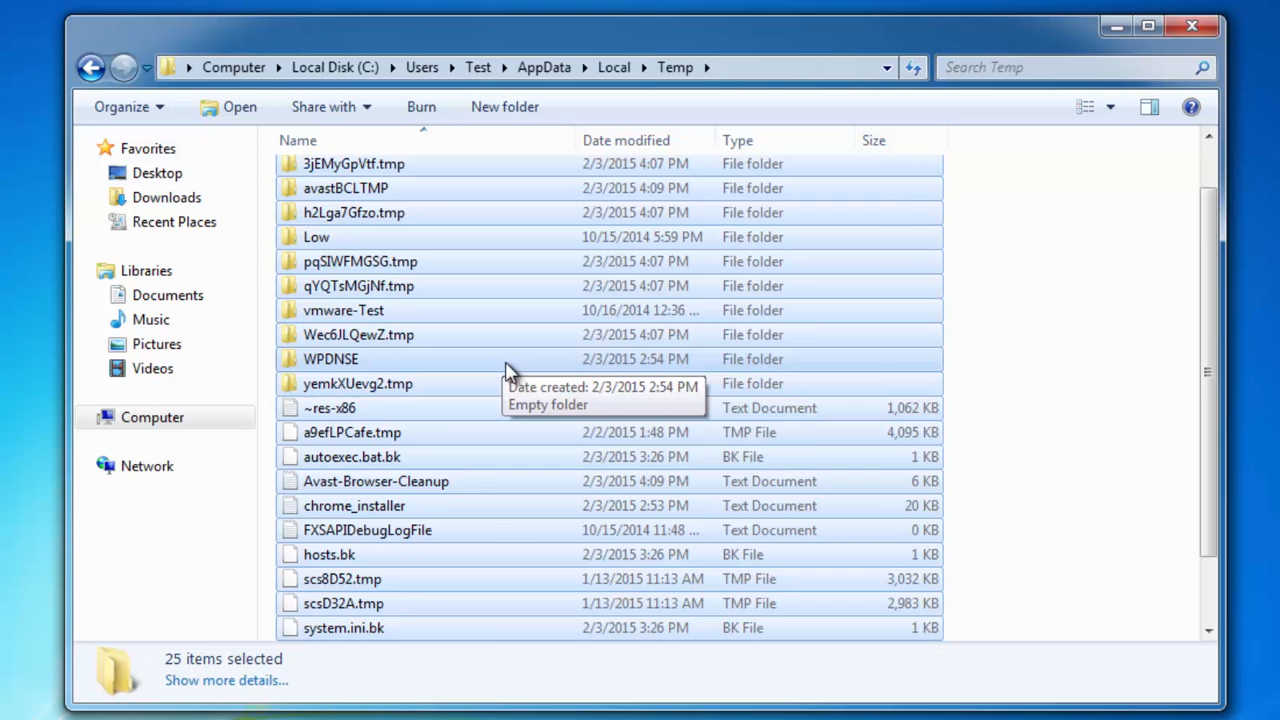 Computer Local Disk (C:) Users Test AppData Local Temp Search Temp
Organize Open Share with Burn New folder
Name Date modified Type Size
Favorites
Desktop
Downloads
Recent Places
Libraries
Documents
Music
Pictures
Videos
Computer
Network
3jEMyGpVtf.tmp 2/3/2015 4:07 PM File folder
avastBCLTMP 2/3/2015 4:09 PM File folder
h2Lga7Gfzo.tmp 2/3/2015 4:07 PM File folder
Low 10/15/2014 5:59 PM File folder
pqSIWFMGSG.tmp 2/3/2015 4:07 PM File folder
qYQTsMGjNf.tmp 2/3/2015 4:07 PM File folder
vmware-Test 10/16/2014 12:36 ... File folder
Wec6JLQewZ.tmp 2/3/2015 4:07 PM File folder
WPDNSE 2/3/2015 2:54 PM File folder
yemkXUevg2.tmp File folder
Date created: 2/3/2015 2:54 PM
Empty folder
~res-x86 Text Document 1,062 KB
a9efLPCafe.tmp 2/2/2015 1:48 PM TMP File 4,095 KB
autoexec.bat.bk 2/3/2015 3:26 PM BK File 1 KB
Avast-Browser-Cleanup 2/3/2015 4:09 PM Text Document 6 KB
chrome_installer 2/3/2015 2:53 PM Text Document 20 KB
FXSAPIDebugLogFile 10/15/2014 11:48 ... Text Document 0 KB
hosts.bk 2/3/2015 3:26 PM BK File 1 KB
scs8D52.tmp 1/13/2015 11:13 AM TMP File 3,032 KB
scsD32A.tmp 1/13/2015 11:13 AM TMP File 2,983 KB
system.ini.bk 2/3/2015 3:26 PM BK File 1 KB
25 items selected
Show more details...